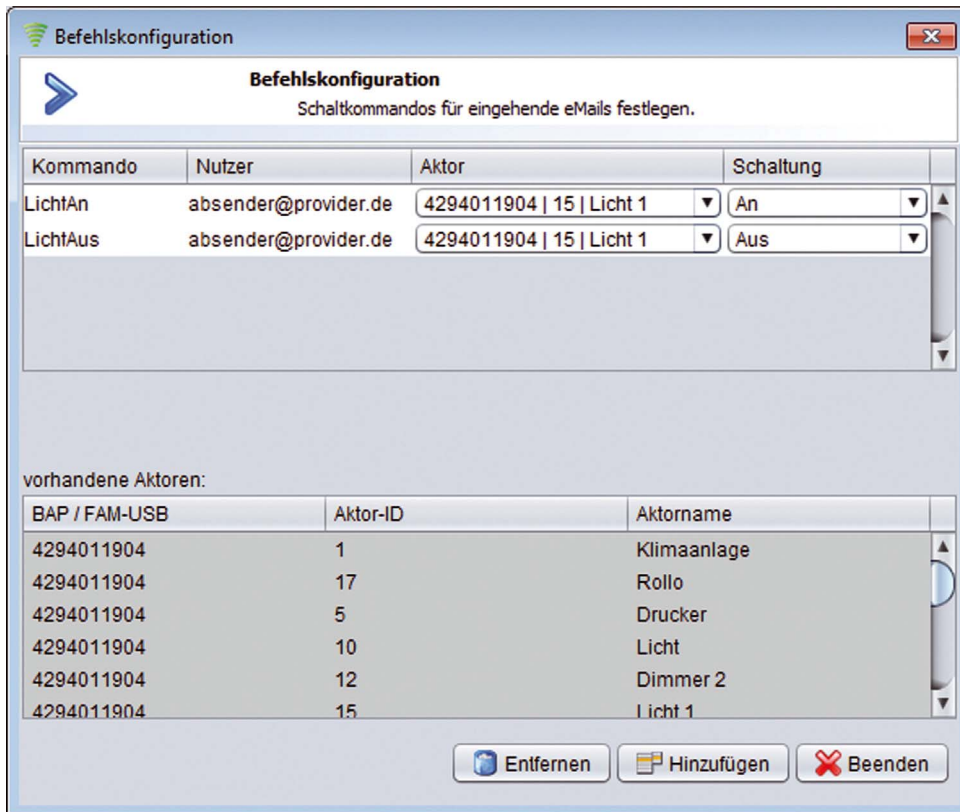 Befehlskonfiguration
Befehlskonfiguration
Schaltkommandos für eingehende eMails festlegen.
Kommando Nutzer Aktor Schaltung
LichtAn absender@provider.de 4294011904 | 15 | Licht 1 An
LichtAus absender@provider.de 4294011904 | 15 | Licht 1 Aus
vorhandene Aktoren:
BAP / FAM-USB Aktor-ID Aktorname
4294011904 1 Klimaanlage
4294011904 17 Rollo
4294011904 5 Drucker
4294011904 10 Licht
4294011904 12 Dimmer 2
4294011904 15 Licht 1
Entfernen Hinzufügen Beenden